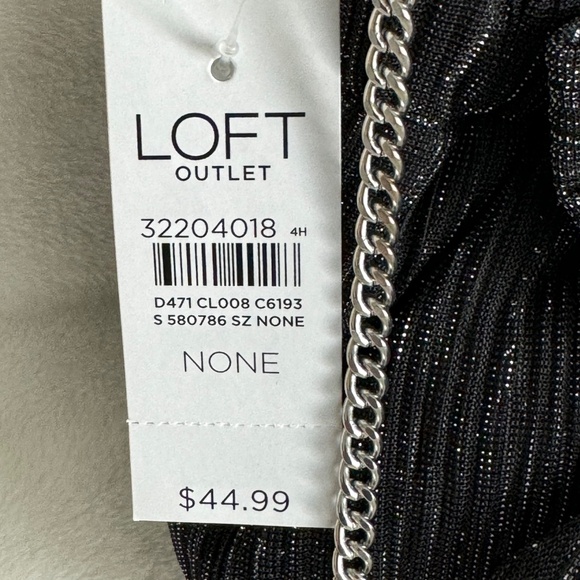 LOFT
OUTLET
32204018 4H
D471 CL008 C6193
S 580786 SZ NONE
NONE
$44.99